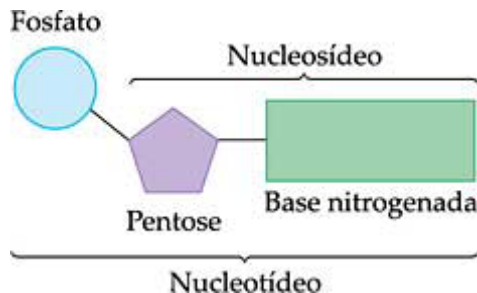 Fosfato
Nucleosídeo
Pentose
Base nitrogenada
Nucleotídeo